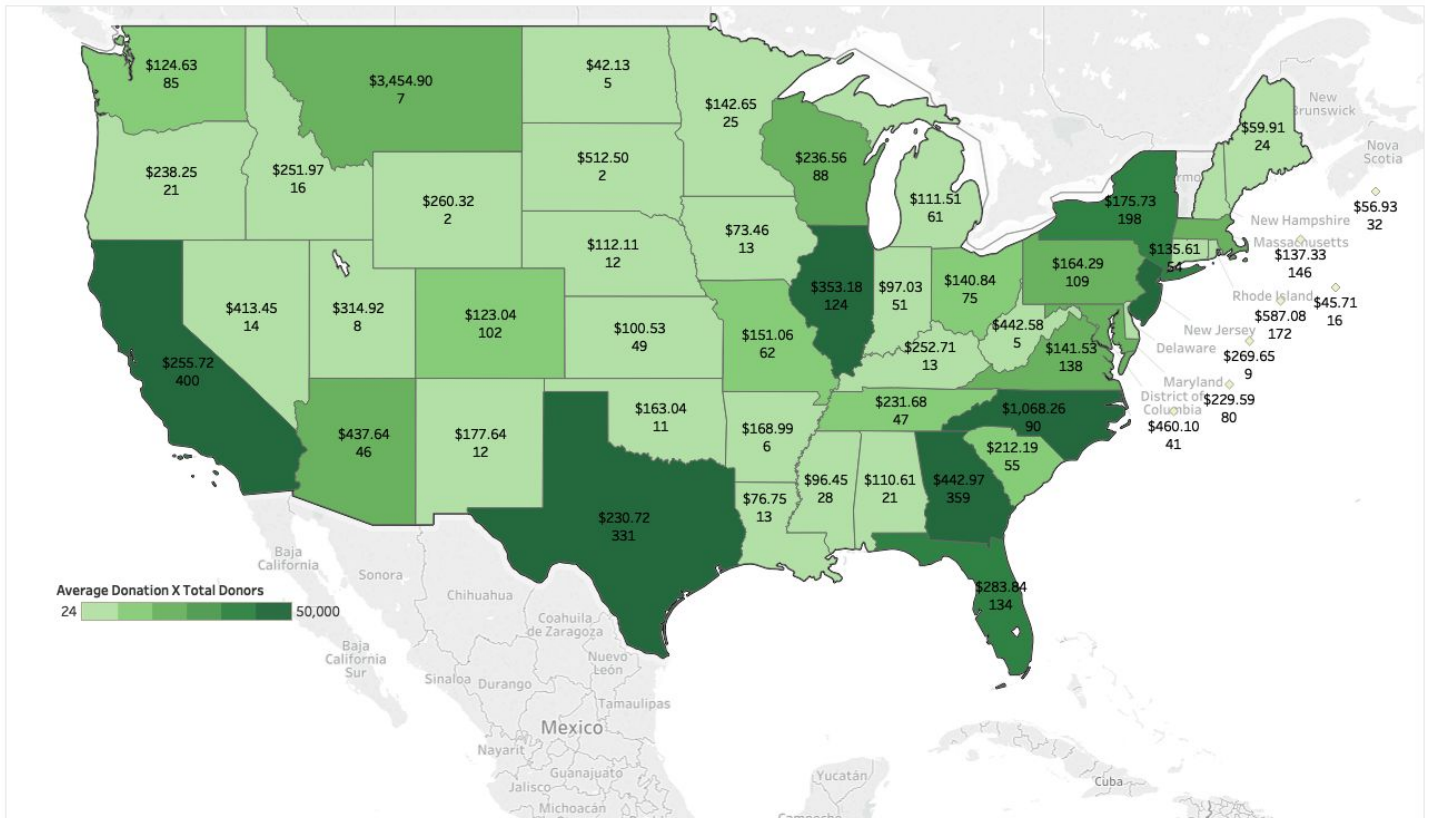 $124.63
85
$3,454.90
7
$42.13
5
$142.65
25
$238.25
21
$251.97
16
$260.32
2
$512.50
2
$236.56
88
$111.51
61
$175.73
198
$59.91
24
New
Brunswick
Nova
Scotia
$56.93
32
New Hampshire
Massachusetts
$137.33
146
$135.61
54
Rhode Island
$45.71
16
$587.08
172
New Jersey
Delaware
$269.65
9
Maryland
$229.59
80
District of
Columbia
$460.10
41
$255.72
400
$413.45
14
$314.92
8
$123.04
102
$112.11
12
$73.46
13
$100.53
49
$151.06
62
$353.18
124
$97.03
51
$140.84
75
$164.29
109
$442.58
5
$141.53
138
$252.71
13
$231.68
47
$1,068.26
90
$437.64
46
$177.64
12
$163.04
11
$168.99
6
$212.19
55
$230.72
331
$76.75
13
$96.45
28
$110.61
21
$442.97
359
$283.84
134
Average Donation X Total Donors
24
50,000
Baja
California
Sonora
Chihuahua
Coahuila
de Zaragoza
Baja
California
Sur
Sinaloa
Durango
Nuevo
León
Tamaulipas
Mexico
Nayarit
Guanajuato
Jalisco
Michoacán
Yucatán
Cuba